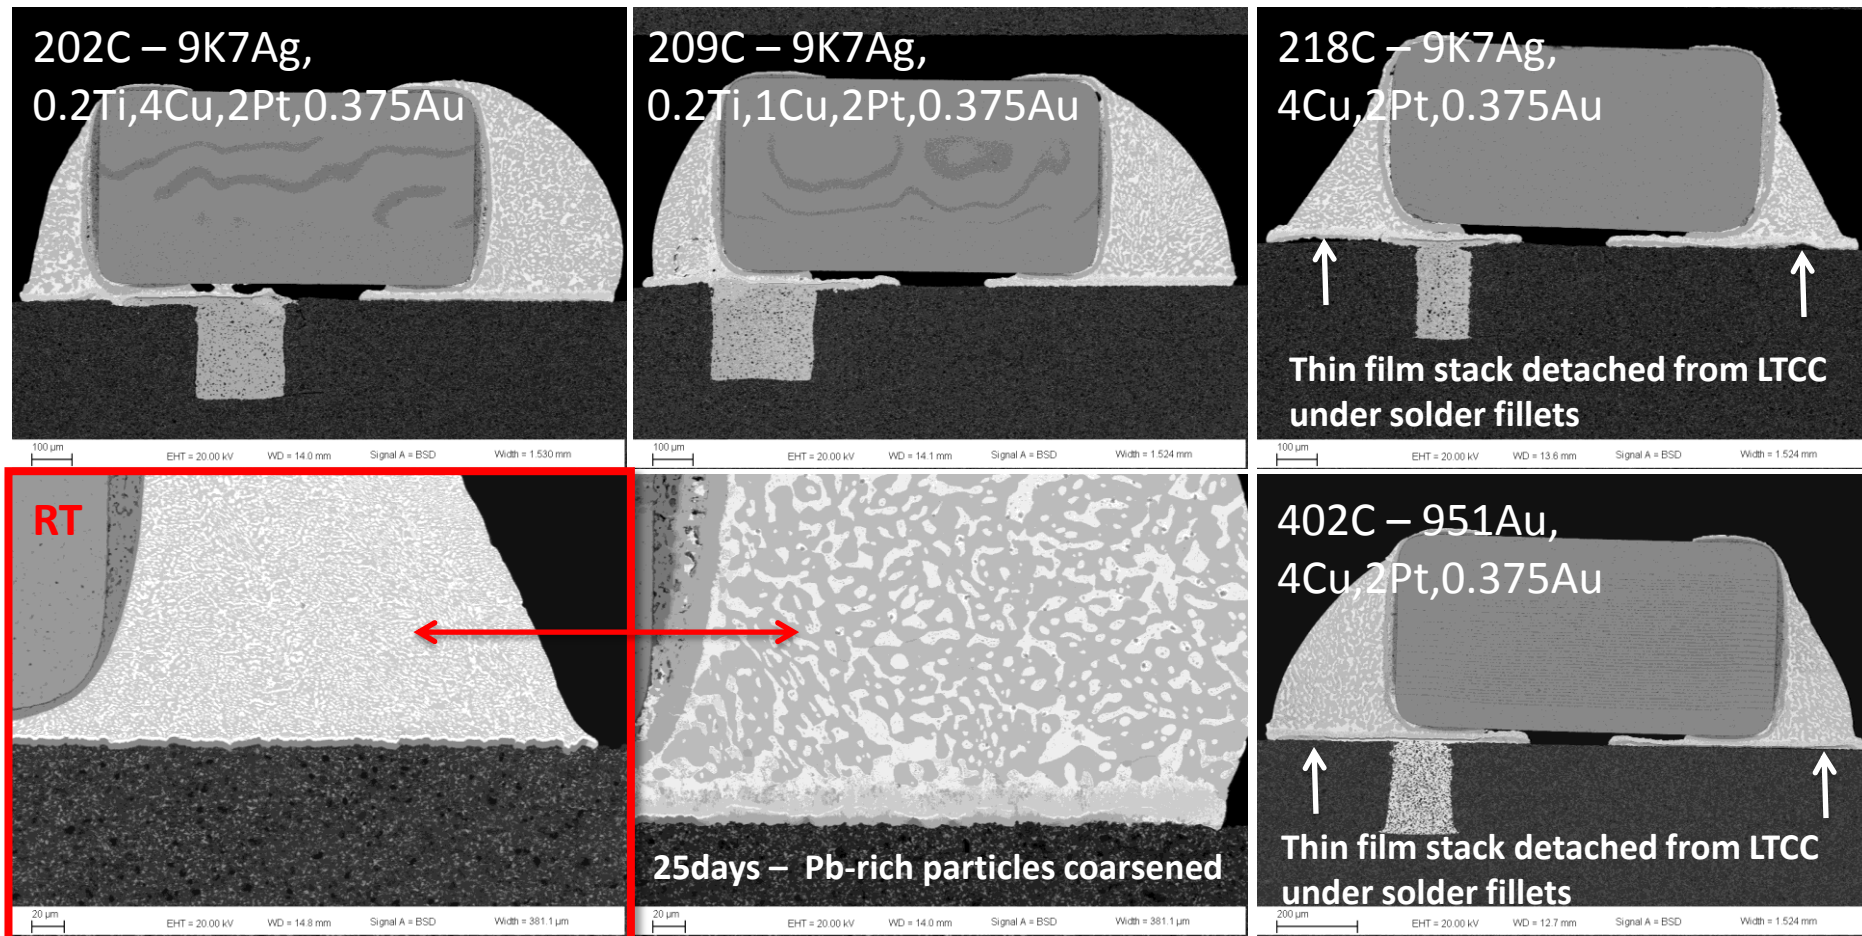 202C – 9K7Ag,
0.2Ti,4Cu,2Pt,0.375Au
100 µm
EHT = 20.00 kV WD = 14.0 mm Signal A = BSD Width = 1.530 mm
209C – 9K7Ag,
0.2Ti,1Cu,2Pt,0.375Au
100 µm
EHT = 20.00 kV WD = 14.1 mm Signal A = BSD Width = 1.524 mm
218C – 9K7Ag,
4Cu,2Pt,0.375Au
Thin film stack detached from LTCC
under solder fillets
100 µm
EHT = 20.00 kV WD = 13.6 mm Signal A = BSD Width = 1.524 mm
RT
20 µm
EHT = 20.00 kV WD = 14.8 mm Signal A = BSD Width = 381.1 µm
25days – Pb-rich particles coarsened
20 µm
EHT = 20.00 kV WD = 14.0 mm Signal A = BSD Width = 381.1 µm
402C – 951Au,
4Cu,2Pt,0.375Au
Thin film stack detached from LTCC
under solder fillets
200 µm
EHT = 20.00 kV WD = 12.7 mm Signal A = BSD Width = 1.524 mm